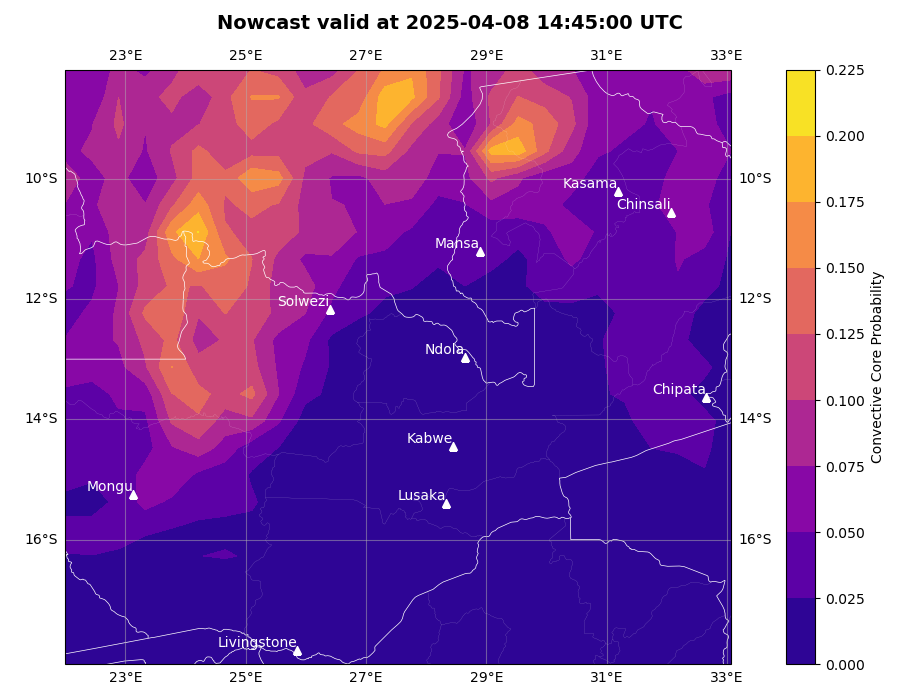 Nowcast valid at 2025-04-08 14:45:00 UTC
23°E 25°E 27°E 29°E 31°E 33°E
0.225
0.200
10°S Kasama 10°S
Chinsali
0.175
Mansa
0.150
12°S Solwezi 12°S
0.125
Ndola
Chipata
0.100
14°S 14°S
Kabwe
0.075
Mongu
Lusaka
0.050
16°S 16°S
0.025
Livingstone
0.000
23°E 25°E 27°E 29°E 31°E 33°E
Convective Core Probability